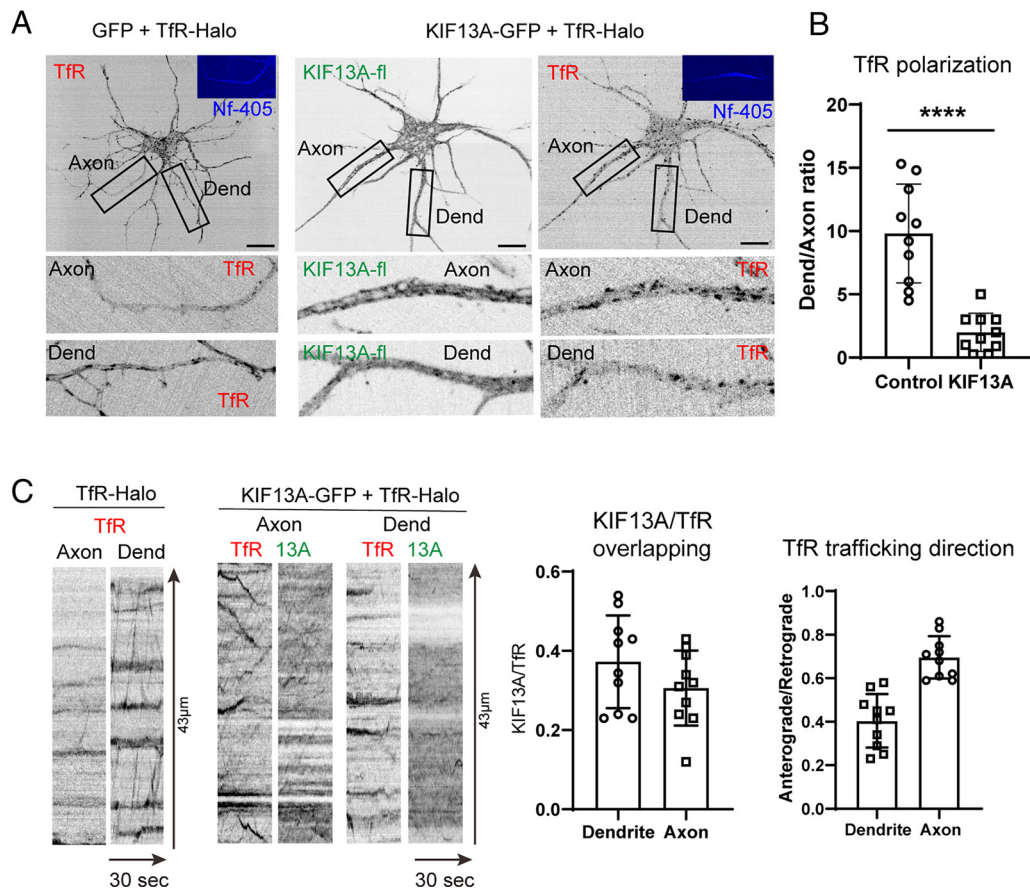 A
GFP + TfR-Halo
KIF13A-GFP + TfR-Halo
TfR
Nf-405
Axon
Dend
KIF13A-fl
Axon
Dend
TfR
Nf-405
Axon
Dend
Axon
TfR
KIF13A-fl
Axon
Axon
TfR
Dend
TfR
KIF13A-fl
Dend
Dend
TfR
B
TfR polarization
****
Dend/Axon ratio
20
15
10
5
0
Control KIF13A
C
TfR-Halo
TfR
Axon Dend
43µm
30 sec
KIF13A-GFP + TfR-Halo
Axon Dend
TfR 13A TfR 13A
43µm
30 sec
KIF13A/TfR
overlapping
KIF13A/TfR
0.6
0.4
0.2
0.0
Dendrite Axon
TfR trafficking direction
Anterograde/Retrograde
1.0
0.8
0.6
0.4
0.2
0.0
Dendrite Axon